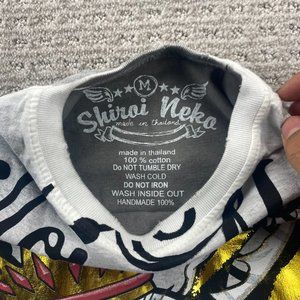 M
Shiroi Neko
made in thailand
made in thailand
100 % cotton
Do NOT TUMBLE DRY
WASH COLD
DO NOT IRON
WASH INSIDE OUT
HANDMADE 100%